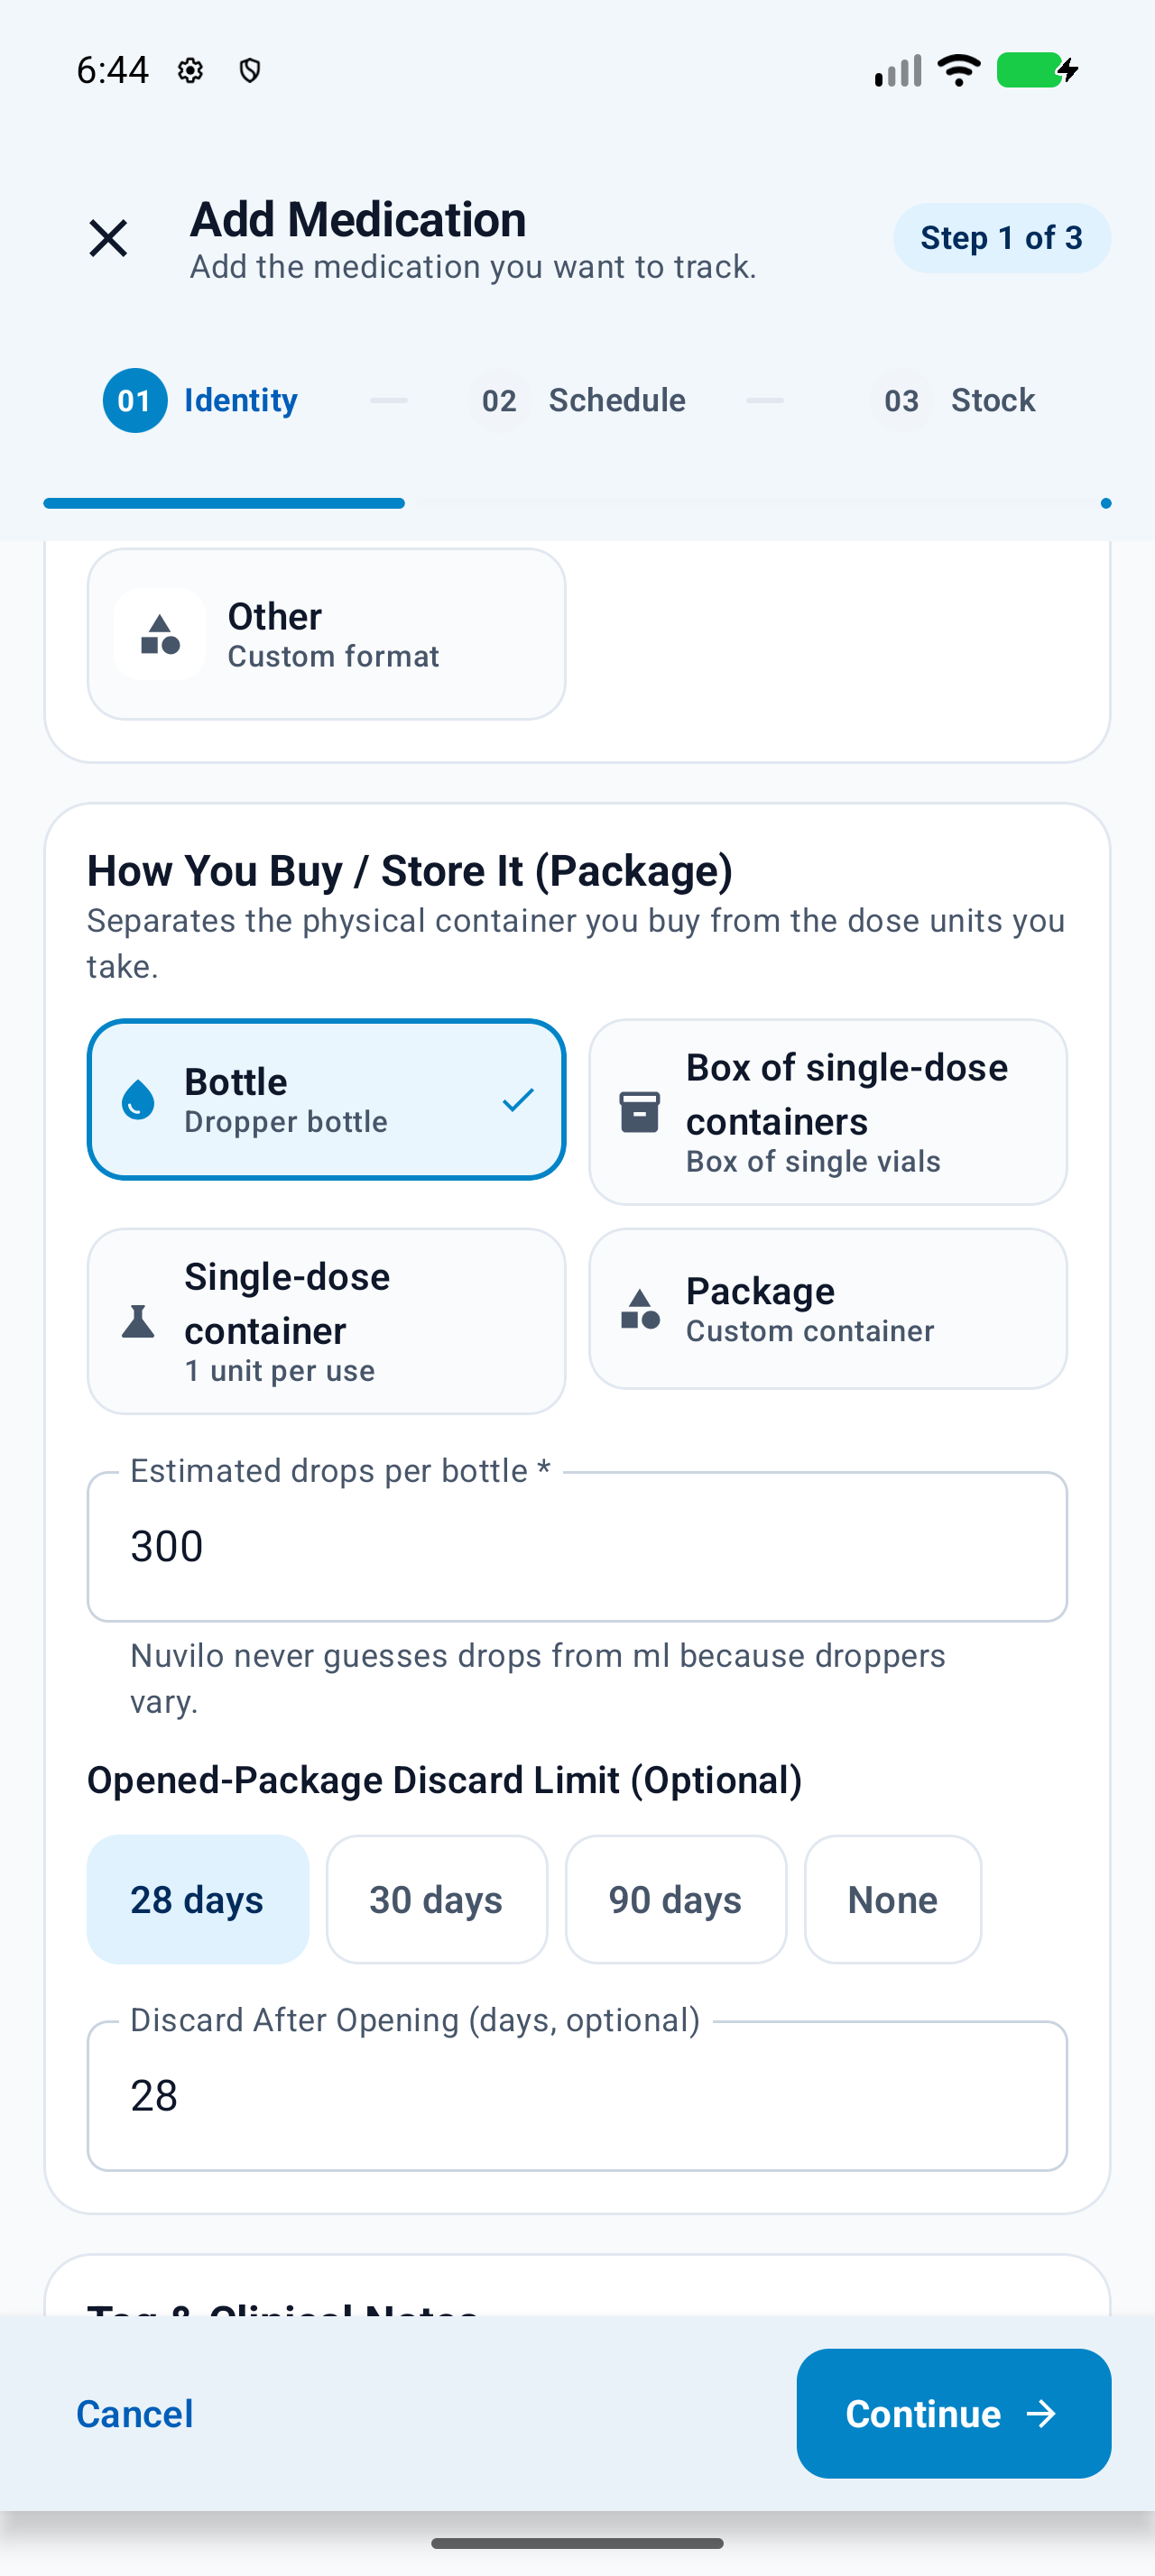 6:44
Add Medication
Add the medication you want to track.
Step 1 of 3
01 Identity
02 Schedule
03 Stock
Other
Custom format
How You Buy / Store It (Package)
Separates the physical container you buy from the dose units you
take.
Bottle
Dropper bottle
Box of single-dose
containers
Box of single vials
Single-dose
container
1 unit per use
Package
Custom container
Estimated drops per bottle *
300
Nuvilo never guesses drops from ml because droppers
vary.
Opened-Package Discard Limit (Optional)
28 days
30 days
90 days
None
Discard After Opening (days, optional)
28
Tag & Clinical Notes
Cancel
Continue